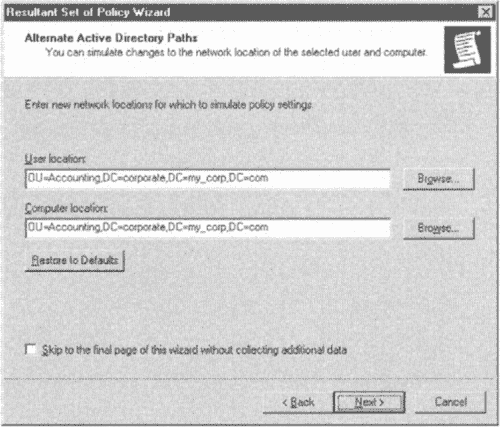 Resultant Set of Policy Wizard
Alternate Active Directory Paths
You can simulate changes to the network location of the selected user and computer.
Enter new network locations for which to simulate policy settings.
User location:
OU=Accounting,DC=corporate,DC=my_corp,DC=com
Browse...
Computer location:
OU=Accounting,DC=corporate,DC=my_corp,DC=com
Browse...
Restore to Defaults
Skip to the final page of this wizard without collecting additional data
< Back
Next >
Cancel